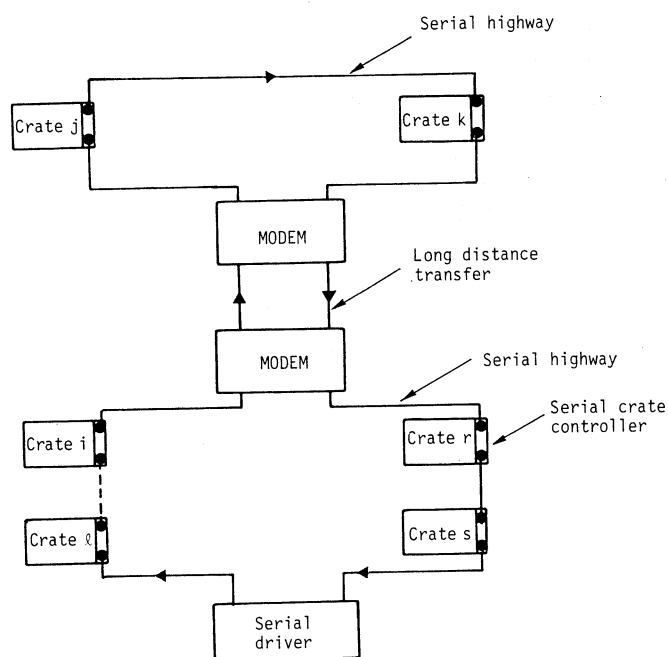 Serial highway
Crate j
Crate k
MODEM
Long distance
transfer
MODEM
Serial highway
Serial crate
controller
Crate i
Crate r
Crate ℓ
Crate s
Serial
driver